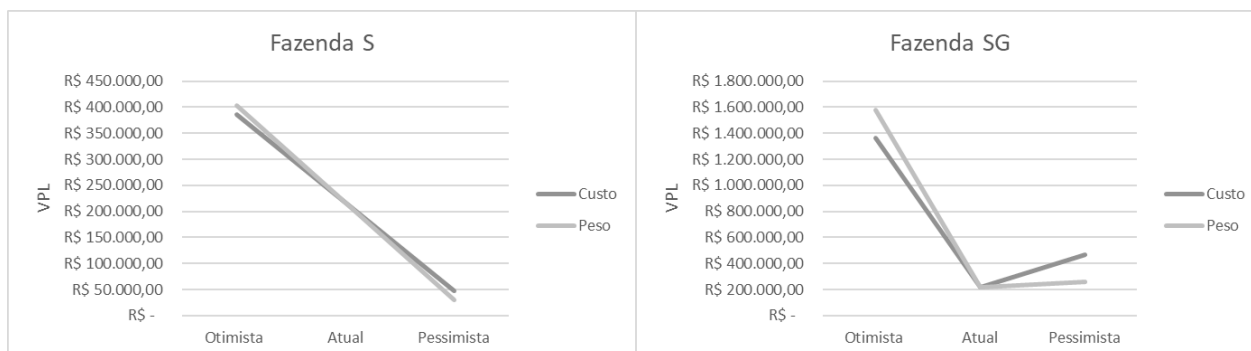 Fazenda S
VPL
R$ 450.000,00
R$ 400.000,00
R$ 350.000,00
R$ 300.000,00
R$ 250.000,00
R$ 200.000,00
R$ 150.000,00
R$ 100.000,00
R$ 50.000,00
R$ -
Otimista Atual Pessimista
Custo
Peso
Fazenda SG
VPL
R$ 1.800.000,00
R$ 1.600.000,00
R$ 1.400.000,00
R$ 1.200.000,00
R$ 1.000.000,00
R$ 800.000,00
R$ 600.000,00
R$ 400.000,00
R$ 200.000,00
R$ -
Otimista Atual Pessimista
Custo
Peso